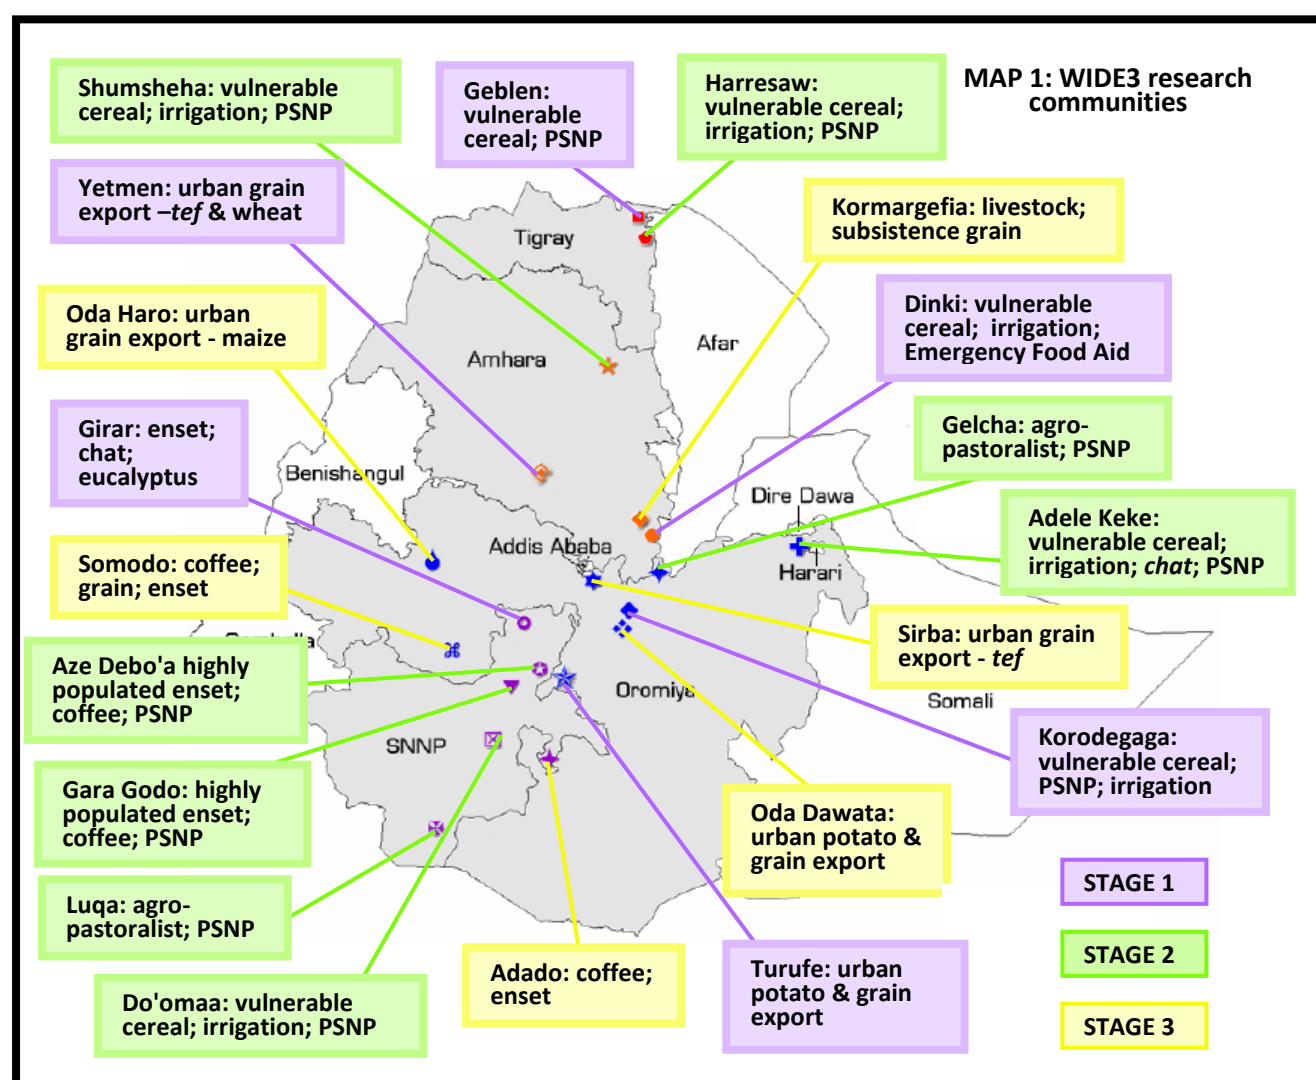 MAP 1: WIDE3 research
communities
Shumsheha: vulnerable
cereal; irrigation; PSNP
Geblen:
vulnerable
cereal; PSNP
Harresaw:
vulnerable cereal;
irrigation; PSNP
Yetmen: urban grain
export –tef & wheat
Kormargefia: livestock;
subsistence grain
Tigray
Oda Haro: urban
grain export - maize
Dinki: vulnerable
cereal; irrigation;
Emergency Food Aid
Afar
Amhara
Girar: enset;
chat;
eucalyptus
Gelcha: agro-
pastoralist; PSNP
Benishangul
Dire Dawa
Adele Keke:
vulnerable cereal;
irrigation; chat; PSNP
Addis Ababa
Harari
Somodo: coffee;
grain; enset
Sirba: urban grain
export - tef
Aze Debo'a highly
populated enset;
coffee; PSNP
Oromiya
Somali
SNNP
Korodegaga:
vulnerable cereal;
PSNP; irrigation
Gara Godo: highly
populated enset;
coffee; PSNP
Oda Dawata:
urban potato &
grain export
Luqa: agro-
pastoralist; PSNP
Adado: coffee;
enset
Turufe: urban
potato & grain
export
Do'omaa: vulnerable
cereal; irrigation; PSNP
STAGE 1
STAGE 2
STAGE 3